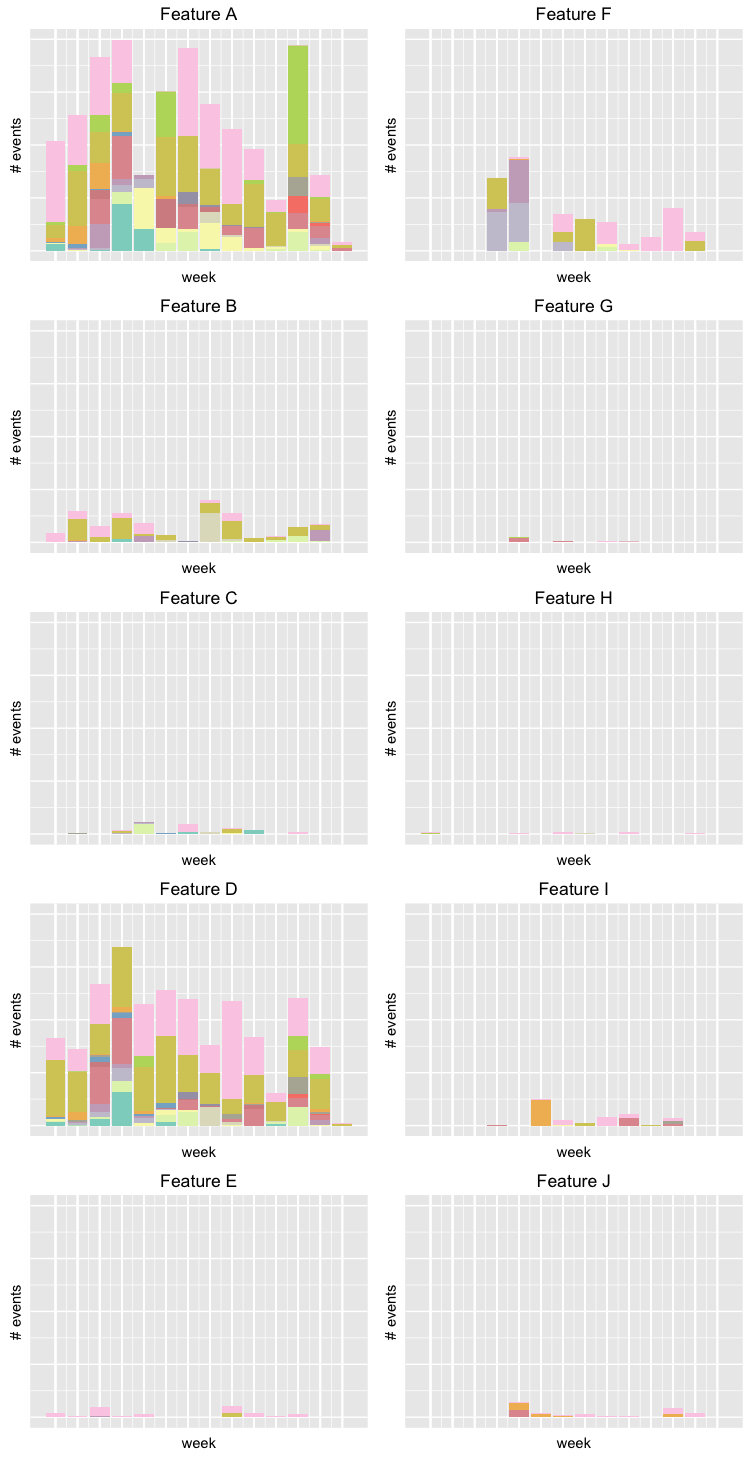 Feature A
# events
week
Feature F
# events
week
Feature B
# events
week
Feature G
# events
week
Feature C
# events
week
Feature H
# events
week
Feature D
# events
week
Feature I
# events
week
Feature E
# events
week
Feature J
# events
week